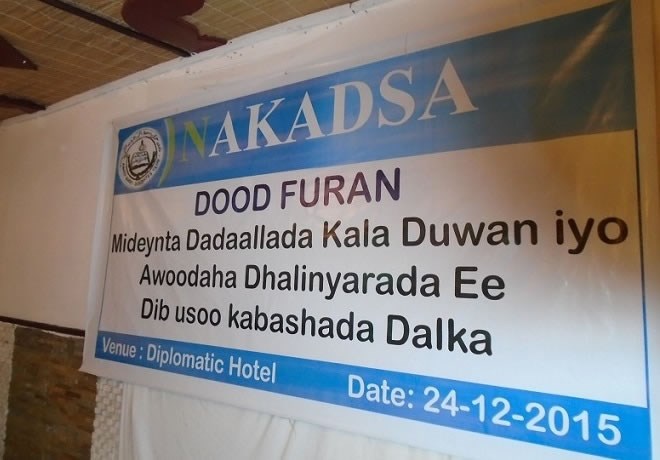 NAKADSA
DOOD FURAN
Mideynta Dadaallada Kala Duwan iyo
Awoodaha Dhalinyarada Ee
Dib usoo kabashada Dalka
Venue : Diplomatic Hotel
Date: 24-12-2015